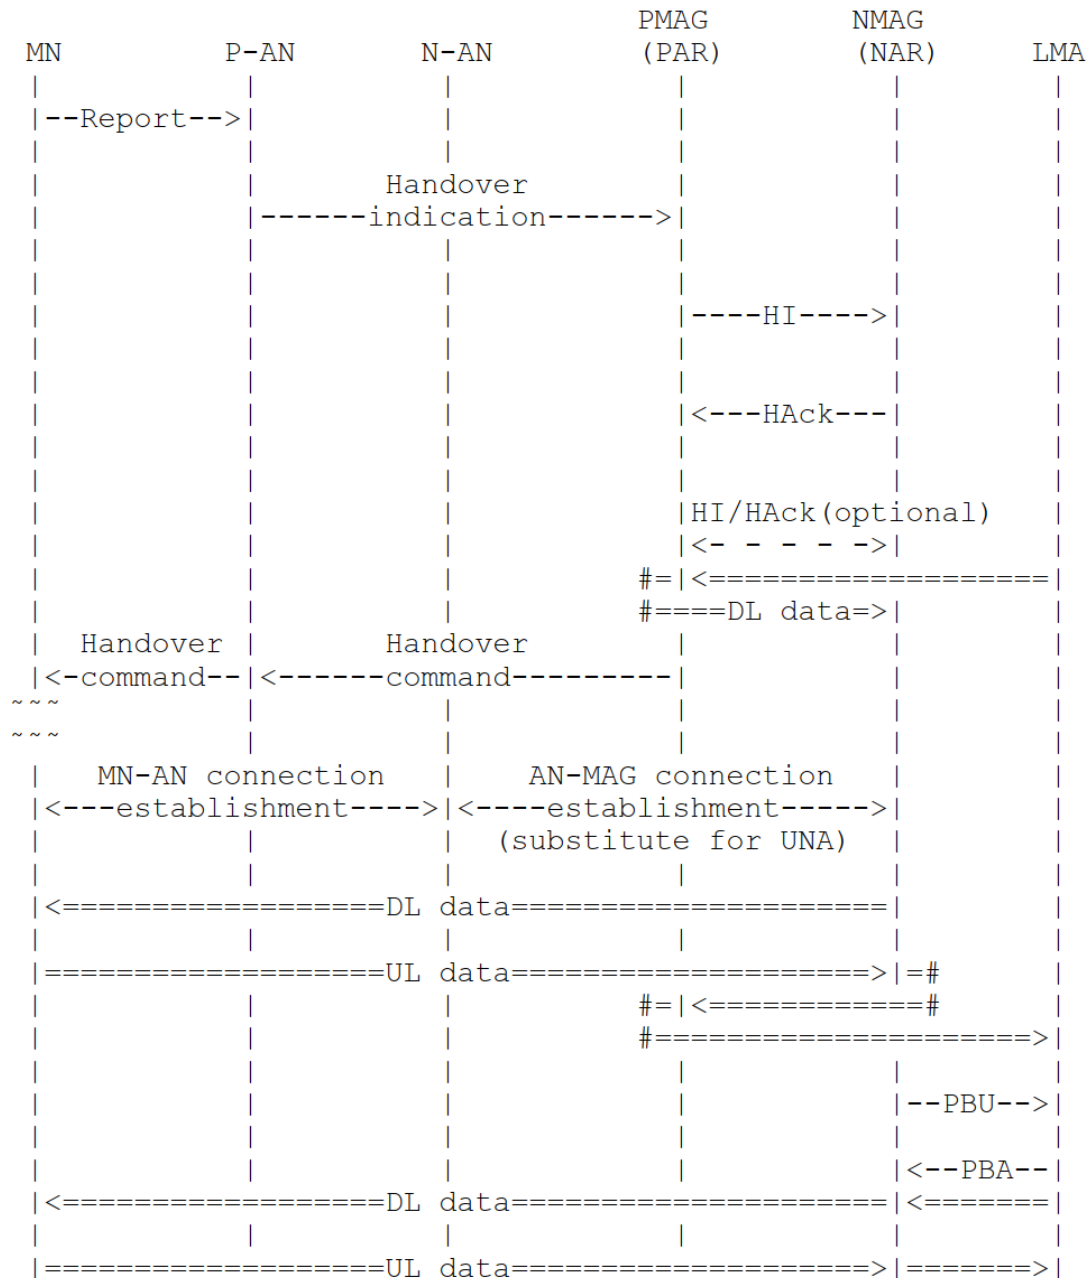 PMAG          NMAG
 MN         P-AN       N-AN             (PAR)         (NAR)     LMA
  |           |          |                |             |        |
  |--Report-->|          |                |             |        |
  |           |          |                |             |        |
  |           |       Handover            |             |        |
  |           |------indication------>|             |        |
  |           |          |                |             |        |
  |           |          |                |             |        |
  |           |          |                |----HI---->|        |
  |           |          |                |             |        |
  |           |          |                |             |        |
  |           |          |                |<---HAck---|        |
  |           |          |                |             |        |
  |           |          |                |             |        |
  |           |          |                |HI/HAck(optional)     |
  |           |          |                |<- - - - ->|        |
  |           |          |              #=|<===================|
  |           |          |              #====DL data=>|        |
  |  Handover |       Handover            |             |        |
  |<-command--|<------command---------|             |        |
~~~           |          |                |             |        |
~~~           |          |                |             |        |
  |   MN-AN connection   |    AN-MAG connection   |        |
  |<---establishment---->|<----establishment----->|        |
  |           |          |  (substitute for UNA)  |        |
  |           |          |                |             |        |
  |<==================DL data=====================|        |
  |           |          |                |             |        |
  |===================UL data====================>|=#      |
  |           |          |              #=|<============#      |
  |           |          |              #=====================>|
  |           |          |                |             |        |
  |           |          |                |             |--PBU-->|
  |           |          |                |             |        |
  |           |          |                |             |<--PBA--|
  |<==================DL data=====================|<=======|
  |           |          |                |             |        |
  |===================UL data====================>|=======>|